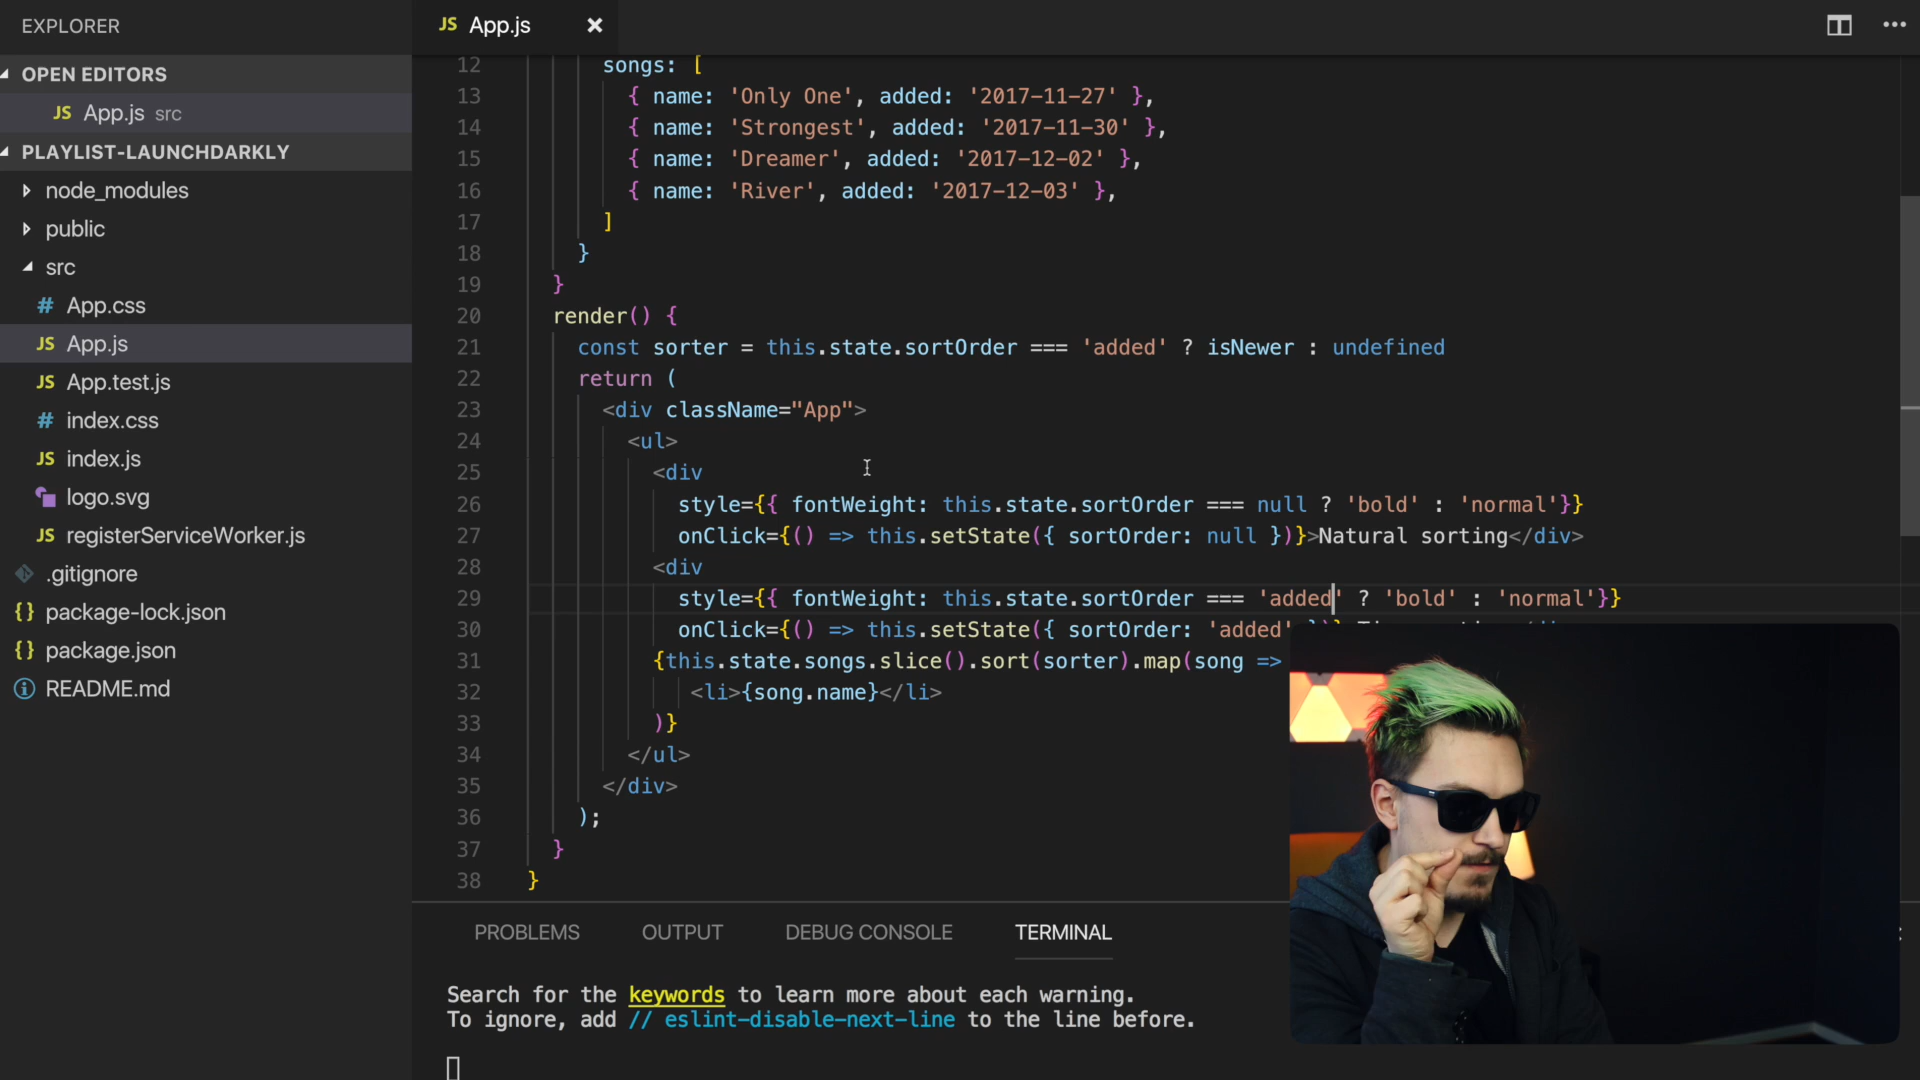 EXPLORER
OPEN EDITORS
JS App.js src
PLAYLIST-LAUNCHDARKLY
node_modules
public
src
# App.css
JS App.js
JS App.test.js
# index.css
JS index.js
logo.svg
JS registerServiceWorker.js
.gitignore
{} package-lock.json
{} package.json
README.md
JS App.js
12 songs: [
13 { name: 'Only One', added: '2017-11-27' },
14 { name: 'Strongest', added: '2017-11-30' },
15 { name: 'Dreamer', added: '2017-12-02' },
16 { name: 'River', added: '2017-12-03' },
17 ]
18 }
19 }
20 render() {
21 const sorter = this.state.sortOrder === 'added' ? isNewer : undefined
22 return (
23 <div className="App">
24 <ul>
25 <div
26 style={{ fontWeight: this.state.sortOrder === null ? 'bold' : 'normal'}}
27 onClick={() => this.setState({ sortOrder: null })}>Natural sorting</div>
28 <div
29 style={{ fontWeight: this.state.sortOrder === 'added' ? 'bold' : 'normal'}}
30 onClick={() => this.setState({ sortOrder: 'added'
31 {this.state.songs.slice().sort(sorter).map(song =>
32 <li>{song.name}</li>
33 )}
34 </ul>
35 </div>
36 );
37 }
38 }
PROBLEMS OUTPUT DEBUG CONSOLE TERMINAL
Search for the keywords to learn more about each warning.
To ignore, add // eslint-disable-next-line to the line before.